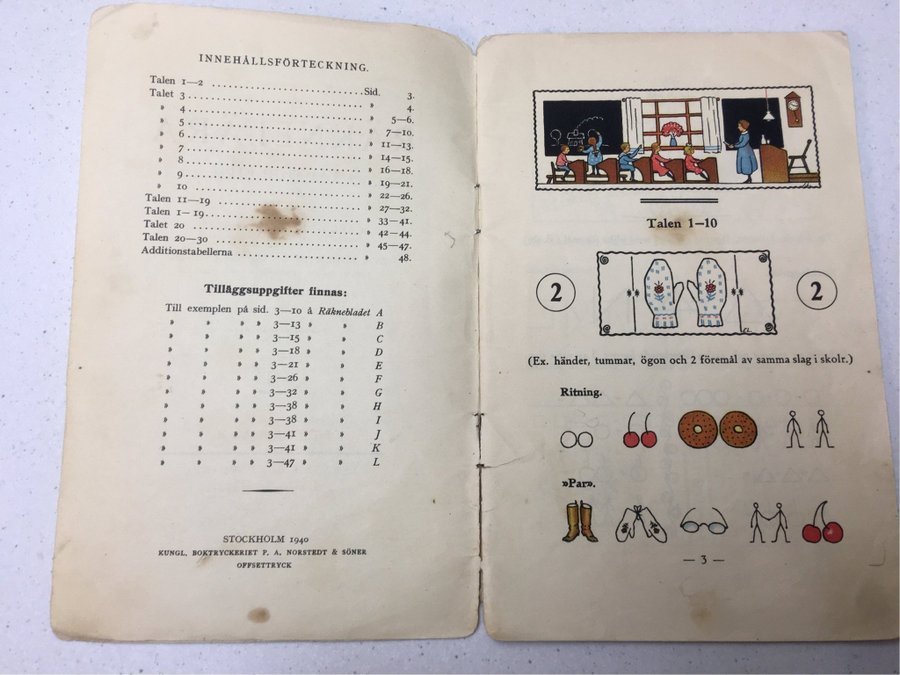 INNEHÅLLSFÖRTECKNING.
Talen 1—2 ........................ Sid. 3.
Talet 3 ........................ » 4.
» 4 ........................ » 5—6.
» 5 ........................ » 7—10.
» 6 ........................ » 11—13.
» 7 ........................ » 14—15.
» 8 ........................ » 16—18.
» 9 ........................ » 19—21.
» 10 ........................ » 22—26.
Talen 11—19 ........................ » 27—32.
Talen 1—19 ........................ » 33—41.
Talet 20 ........................ » 42—44.
Talen 20—30 ........................ » 45—47.
Additionstabellerna ........................ » 48.
Tilläggsuppgifter finnas:
Till exemplen på sid. 3—10 å Räknebladet A
» » » » 3—13 » » B
» » » » 3—15 » » C
» » » » 3—18 » » D
» » » » 3—21 » » E
» » » » 3—26 » » F
» » » » 3—32 » » G
» » » » 3—38 » » H
» » » » 3—38 » » I
» » » » 3—41 » » J
» » » » 3—41 » » K
» » » » 3—47 » » L
STOCKHOLM 1940
KUNGL. BOKTRYCKERIET P. A. NORSTEDT & SÖNER
OFFSETTRYCK
Talen 1—10
2 2
(Ex. händer, tummar, ögon och 2 föremål av samma slag i skolr.)
Ritning.
»Par».
— 3 —